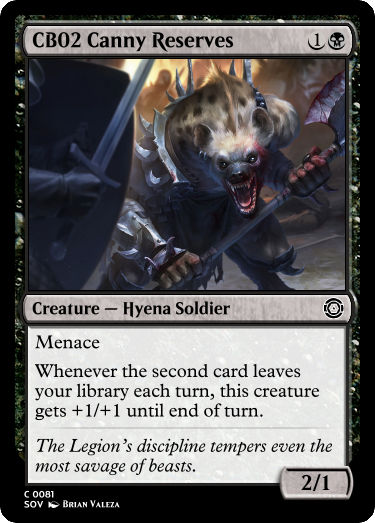 CB02 Canny Reserves 1
Creature — Hyena Soldier
Menace
Whenever the second card leaves
your library each turn, this creature
gets +1/+1 until end of turn.
The Legion's discipline tempers even the
most savage of beasts.
2/1
C 0081
SOV Brian Valeza